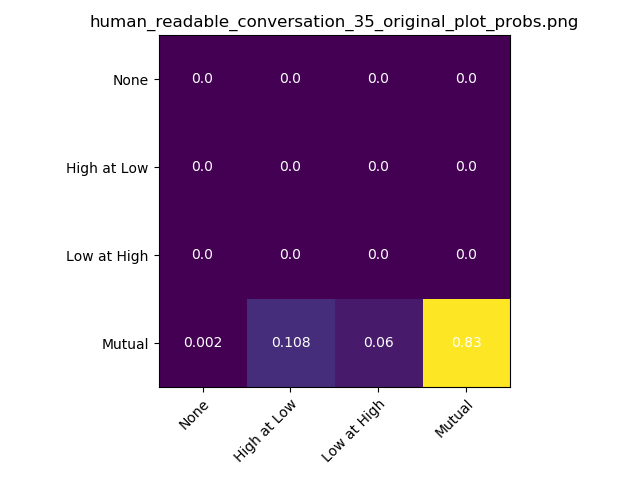 human_readable_conversation_35_original_plot_probs.png
None 0.0 0.0 0.0 0.0
High at Low 0.0 0.0 0.0 0.0
Low at High 0.0 0.0 0.0 0.0
Mutual 0.002 0.108 0.06 0.83
None High at Low Low at High Mutual